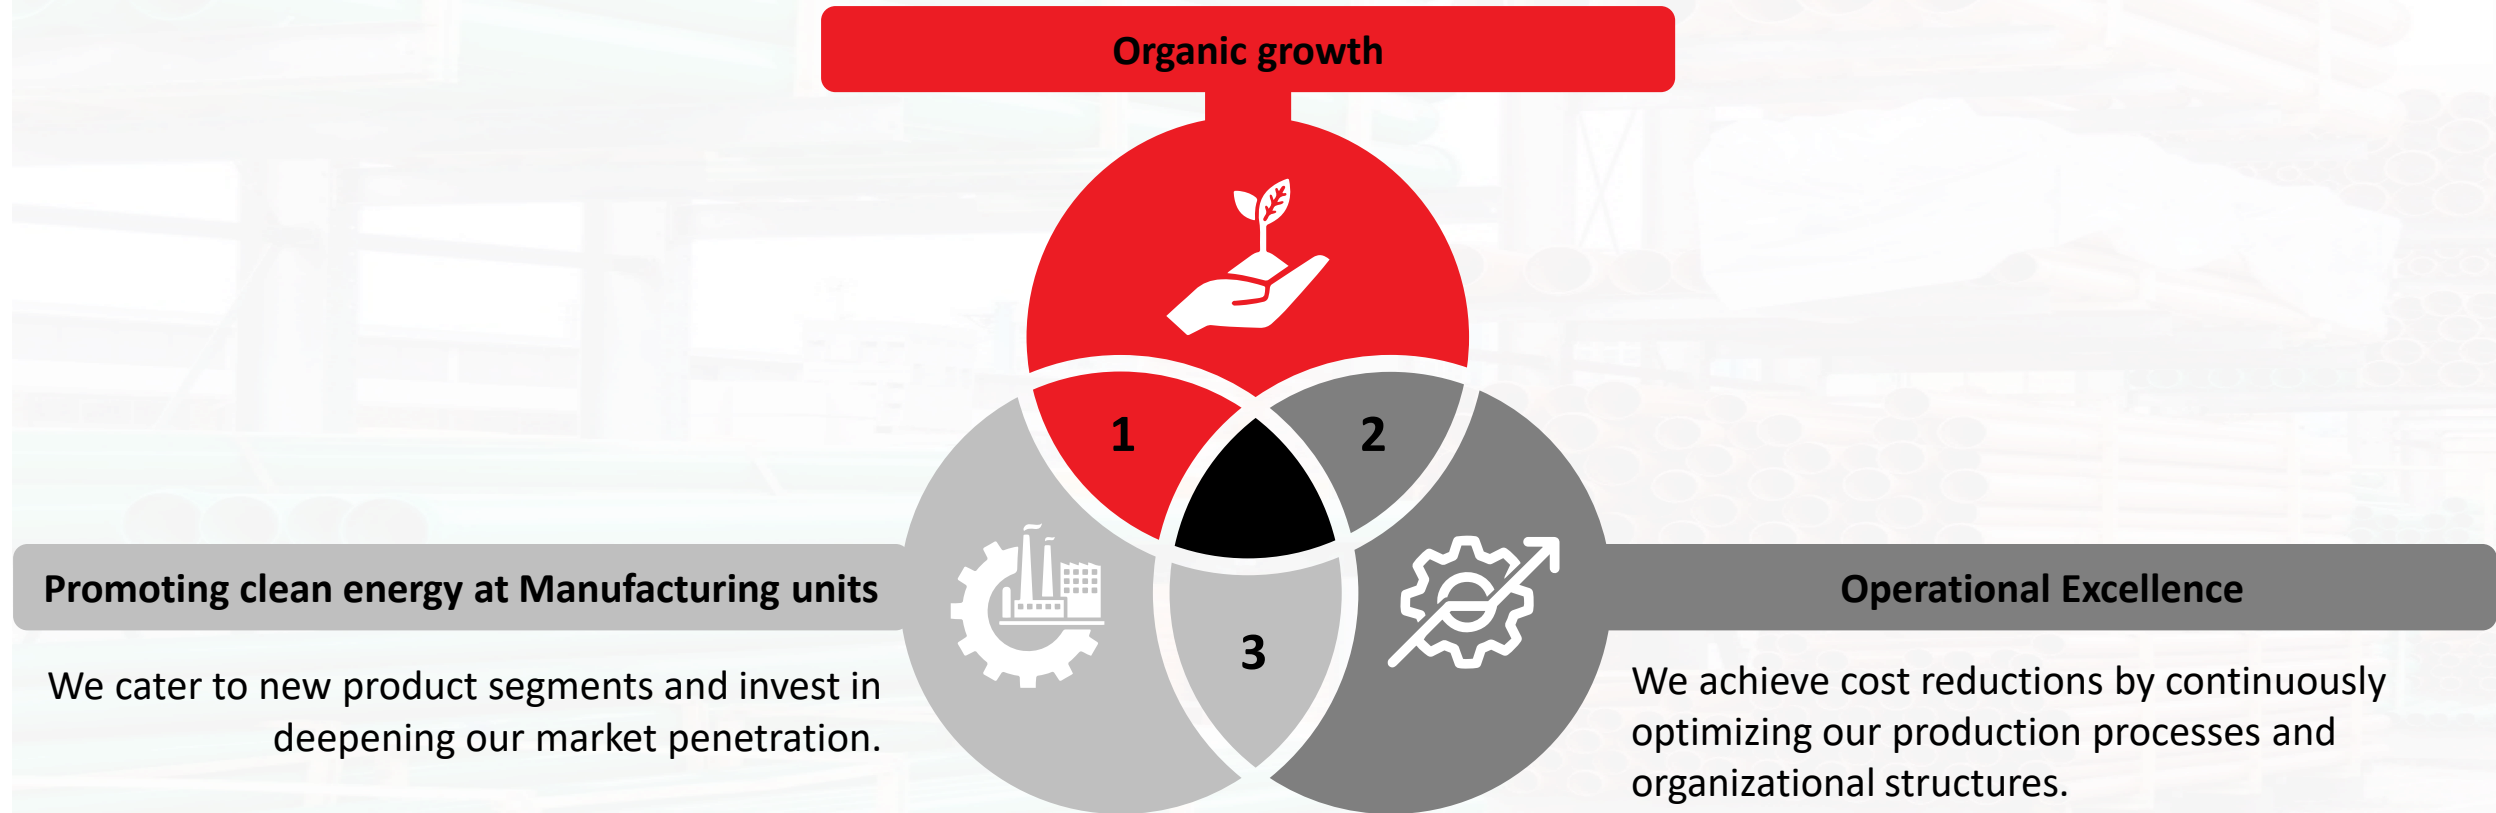 Organic growth
1
2
3
Promoting clean energy at Manufacturing units
We cater to new product segments and invest in
deepening our market penetration.
Operational Excellence
We achieve cost reductions by continuously
optimizing our production processes and
organizational structures.